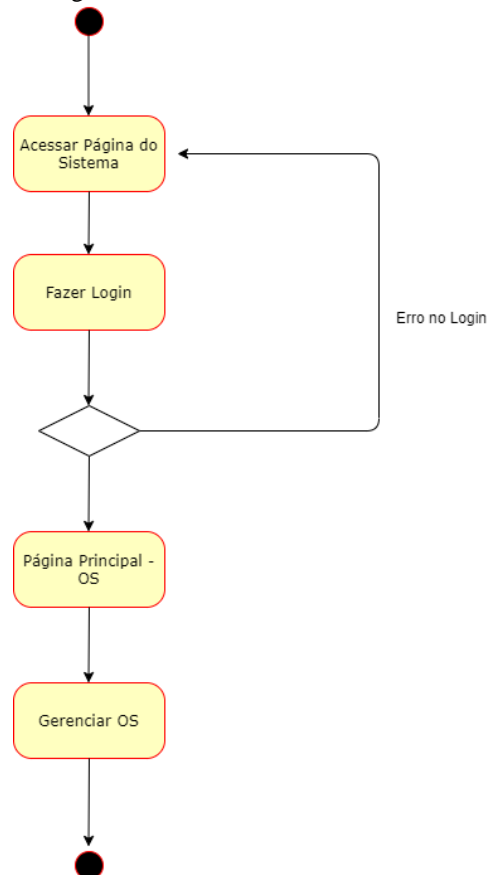 Acessar Página do
Sistema
Fazer Login
Erro no Login
Página Principal -
OS
Gerenciar OS